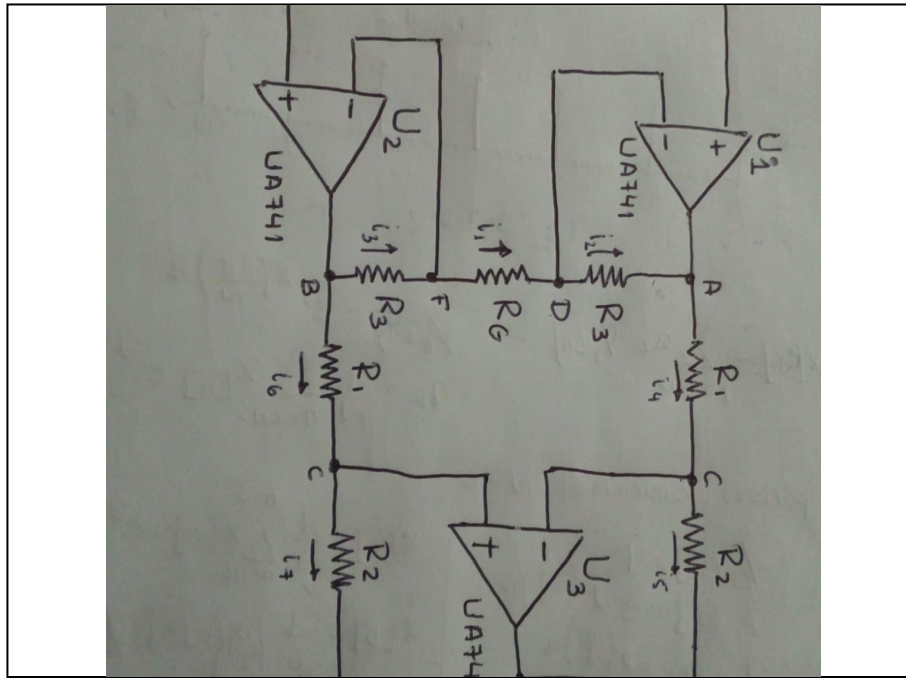 +
-
U2
UA741
-
+
U1
UA741
i3
i1
i2
B
R3
F
RG
D
R3
A
i6
R1
i4
R1
C
C
i7
R2
+
-
U3
UA74
i5
R2